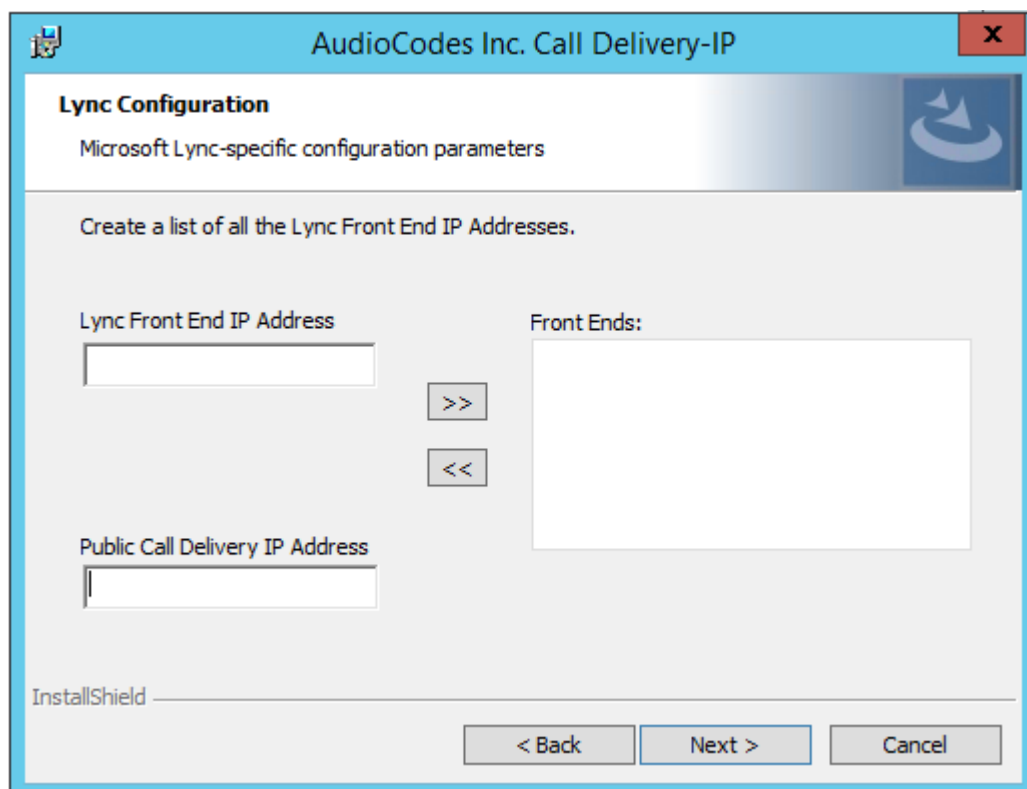 AudioCodes Inc. Call Delivery-IP
x
Lync Configuration
Microsoft Lync-specific configuration parameters
Create a list of all the Lync Front End IP Addresses.
Lync Front End IP Address
Front Ends:
>>
<<
Public Call Delivery IP Address
InstallShield
< Back Next > Cancel